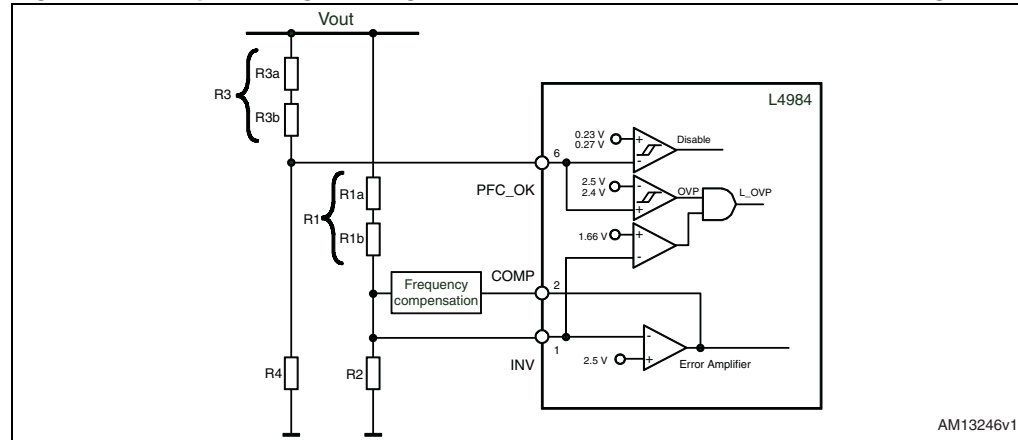 Vout
R3a
R3
R3b
L4984
0.23 V
0.27 V
+
-
Disable
6
PFC_OK
2.5 V
2.4 V
-
+
OVP
L_OVP
R1a
R1
R1b
1.66 V
+
-
COMP
2
Frequency
compensation
1
INV
-
2.5 V
+
Error Amplifier
R4
R2
AM13246v1